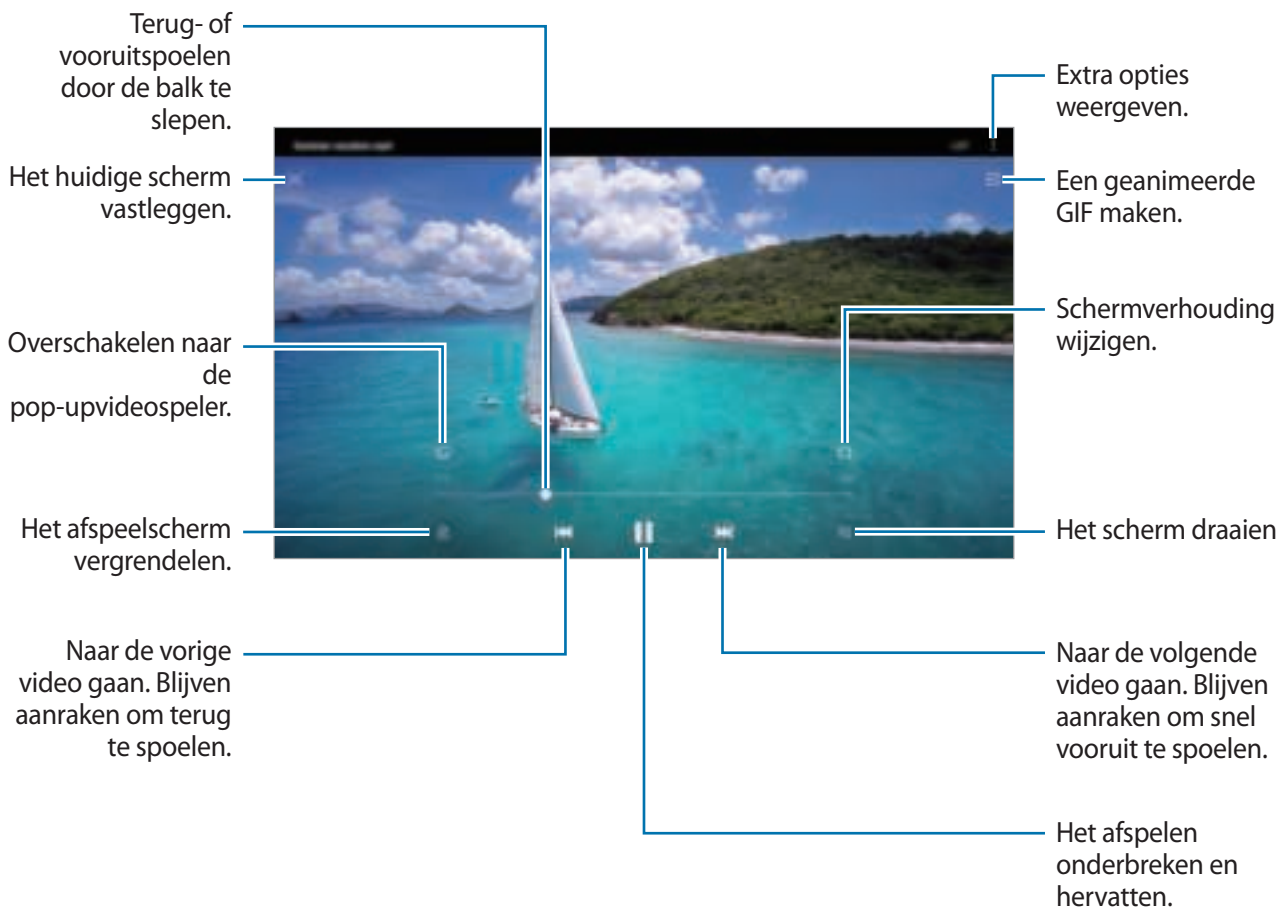 Terug- of
vooruitspoelen
door de balk te
slepen.
Het huidige scherm
vastleggen.
Overschakelen naar
de
pop-upvideospeler.
Het afspeelscherm
vergrendelen.
Naar de vorige
video gaan. Blijven
aanraken om terug
te spoelen.
Extra opties
weergeven.
Een geanimeerde
GIF maken.
Schermverhouding
wijzigen.
Het scherm draaien
Naar de volgende
video gaan. Blijven
aanraken om snel
vooruit te spoelen.
Het afspelen
onderbreken en
hervatten.